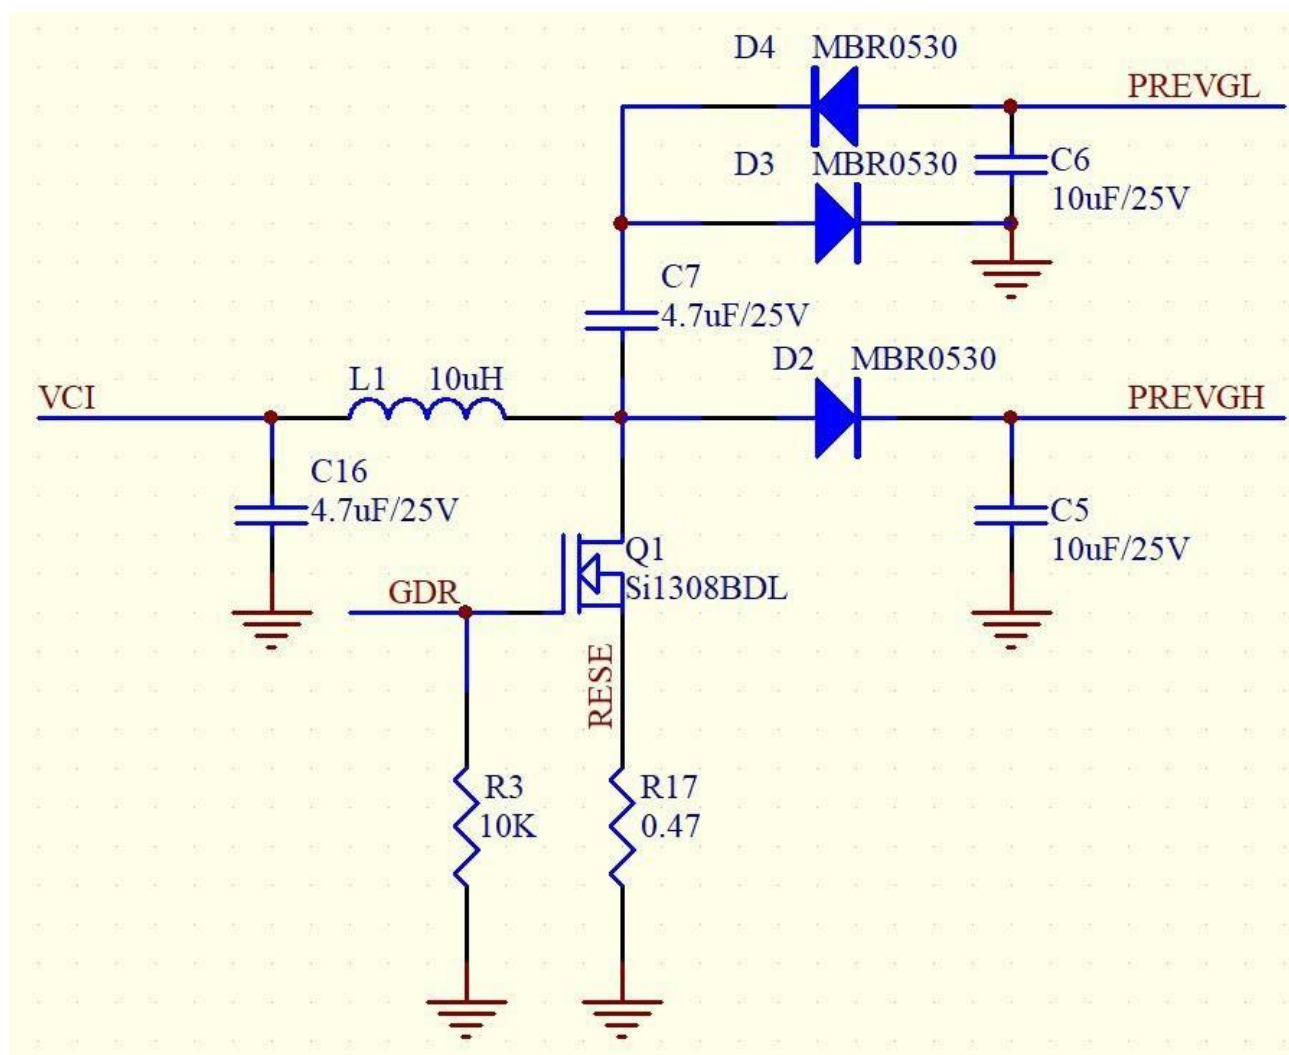 D4 MBR0530
PREVGL
D3 MBR0530
C6
10uF/25V
C7
4.7uF/25V
D2 MBR0530
L1 10uH
VCI
PREVGH
C16
4.7uF/25V
C5
10uF/25V
Q1
Si1308BDL
GDR
RESE
R3
10K
R17
0.47